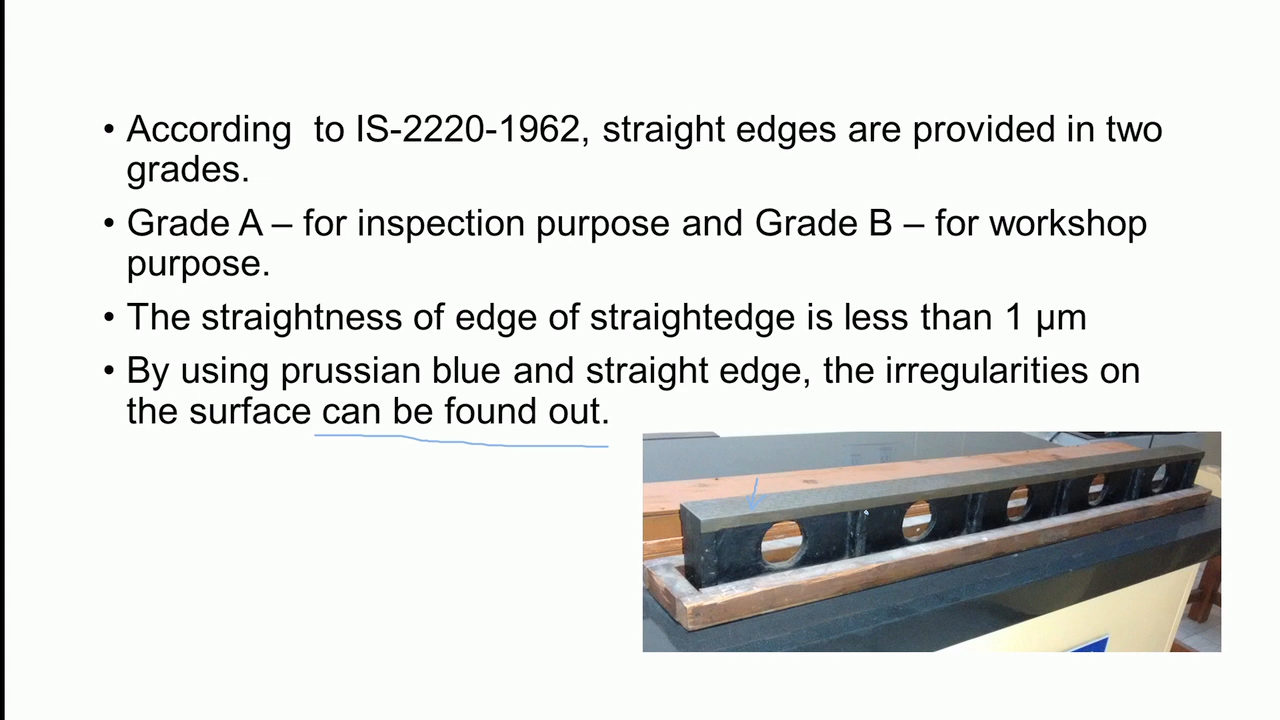 • According  to IS-2220-1962, straight edges are provided in two
grades.
• Grade A – for inspection purpose and Grade B – for workshop
purpose.
• The straightness of edge of straightedge is less than 1 μm
• By using prussian blue and straight edge, the irregularities on
the surface can be found out.